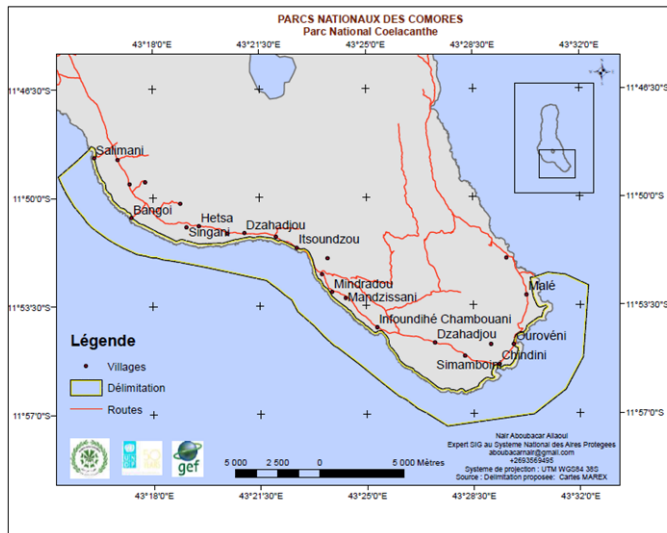 PARCS NATIONAUX DES COMORES
Parc National Coelacanthe
43°18'0"E 43°21'30"E 43°25'0"E 43°28'30"E 43°32'0"E
11°46'30"S 11°46'30"S
Salimani
11°50'0"S 11°50'0"S
Bangoi
Hetsa
Singani
Dzahadjou
Itsoundzou
Mindradou
Malé
Mandzissani
11°53'30"S 11°53'30"S
Infoundihé Chambouani
Dzahadjou
Ourovéni
Simamboini
Chindini
Légende
Villages
Délimitation
Routes
11°57'0"S 11°57'0"S
gef
5 000 2 500 0 5 000 Mètres
Nair Aboubacar Allaoui
Expert SIG au Systeme National des Aires Protegees
aboubacarnair@gmail.com
+2693569495
Systeme de projection : UTM WGS84 38S
Source : Delimitation proposee: Cartes MAREX
43°18'0"E 43°21'30"E 43°25'0"E 43°28'30"E 43°32'0"E